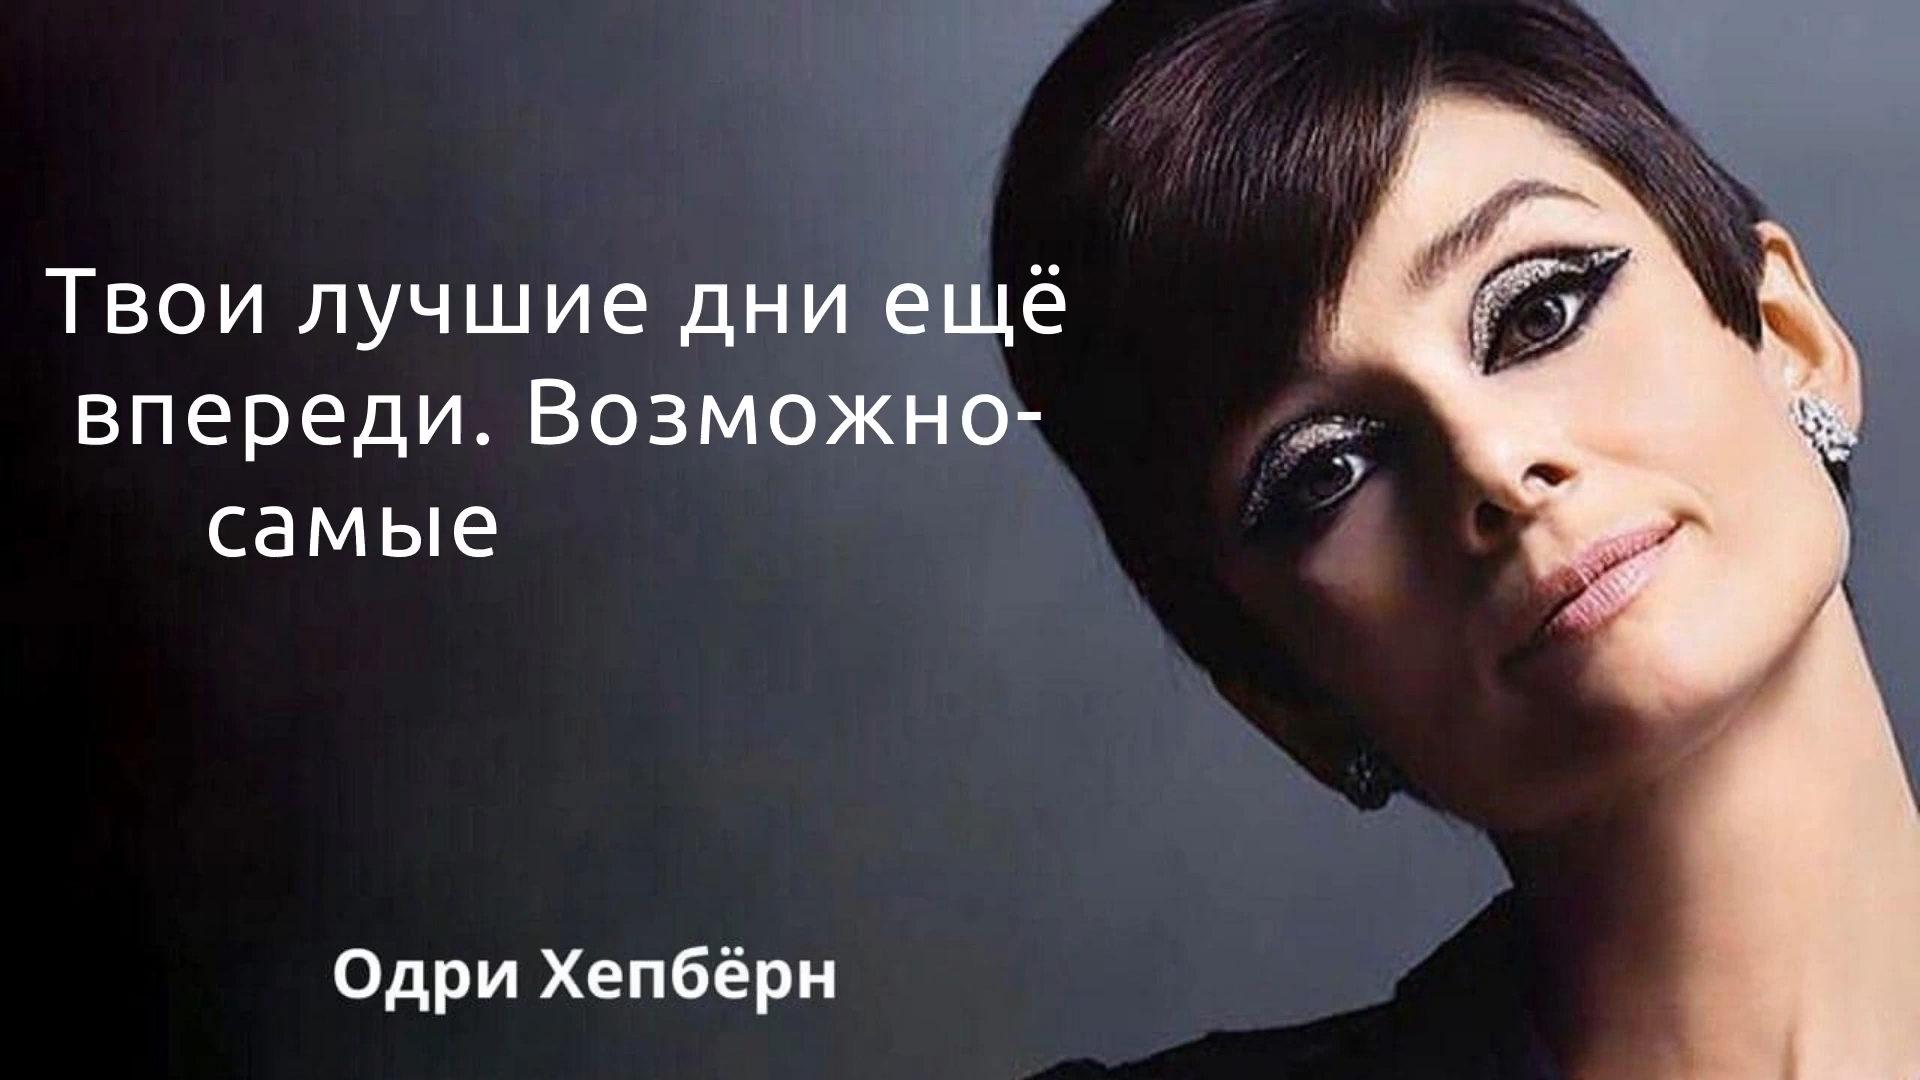 Твои лучшие дни ещё
впереди. Возможно-
самые
Одри Хепбёрн